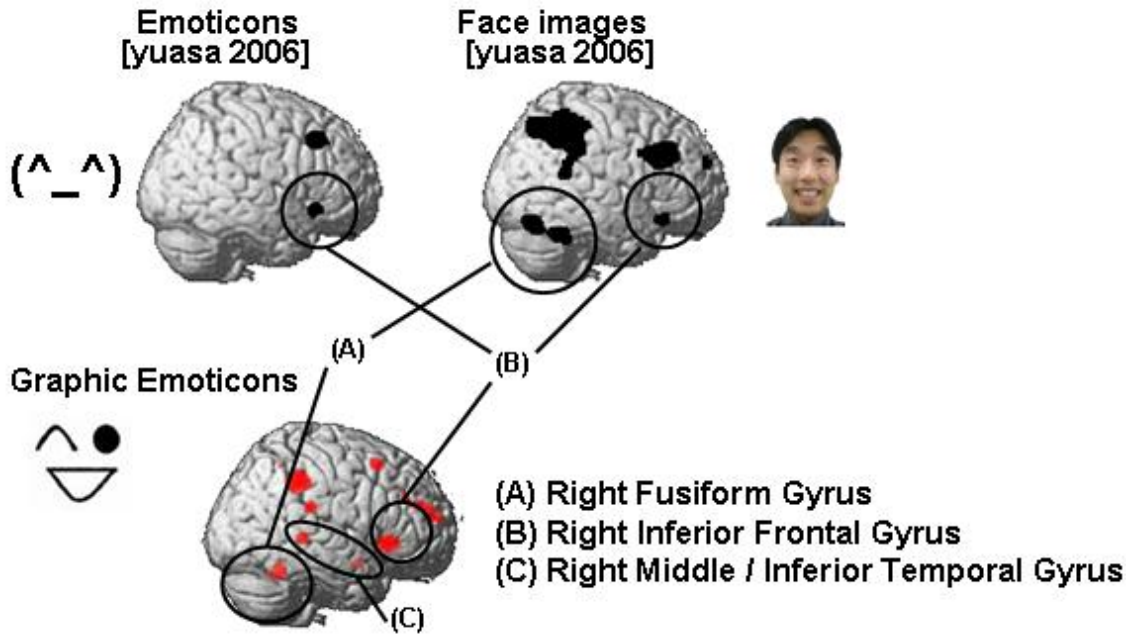 Emoticons
[yuasa 2006]
Face images
[yuasa 2006]
(^_^)
(A)
(B)
Graphic Emoticons
(A) Right Fusiform Gyrus
(B) Right Inferior Frontal Gyrus
(C) Right Middle / Inferior Temporal Gyrus
(C)